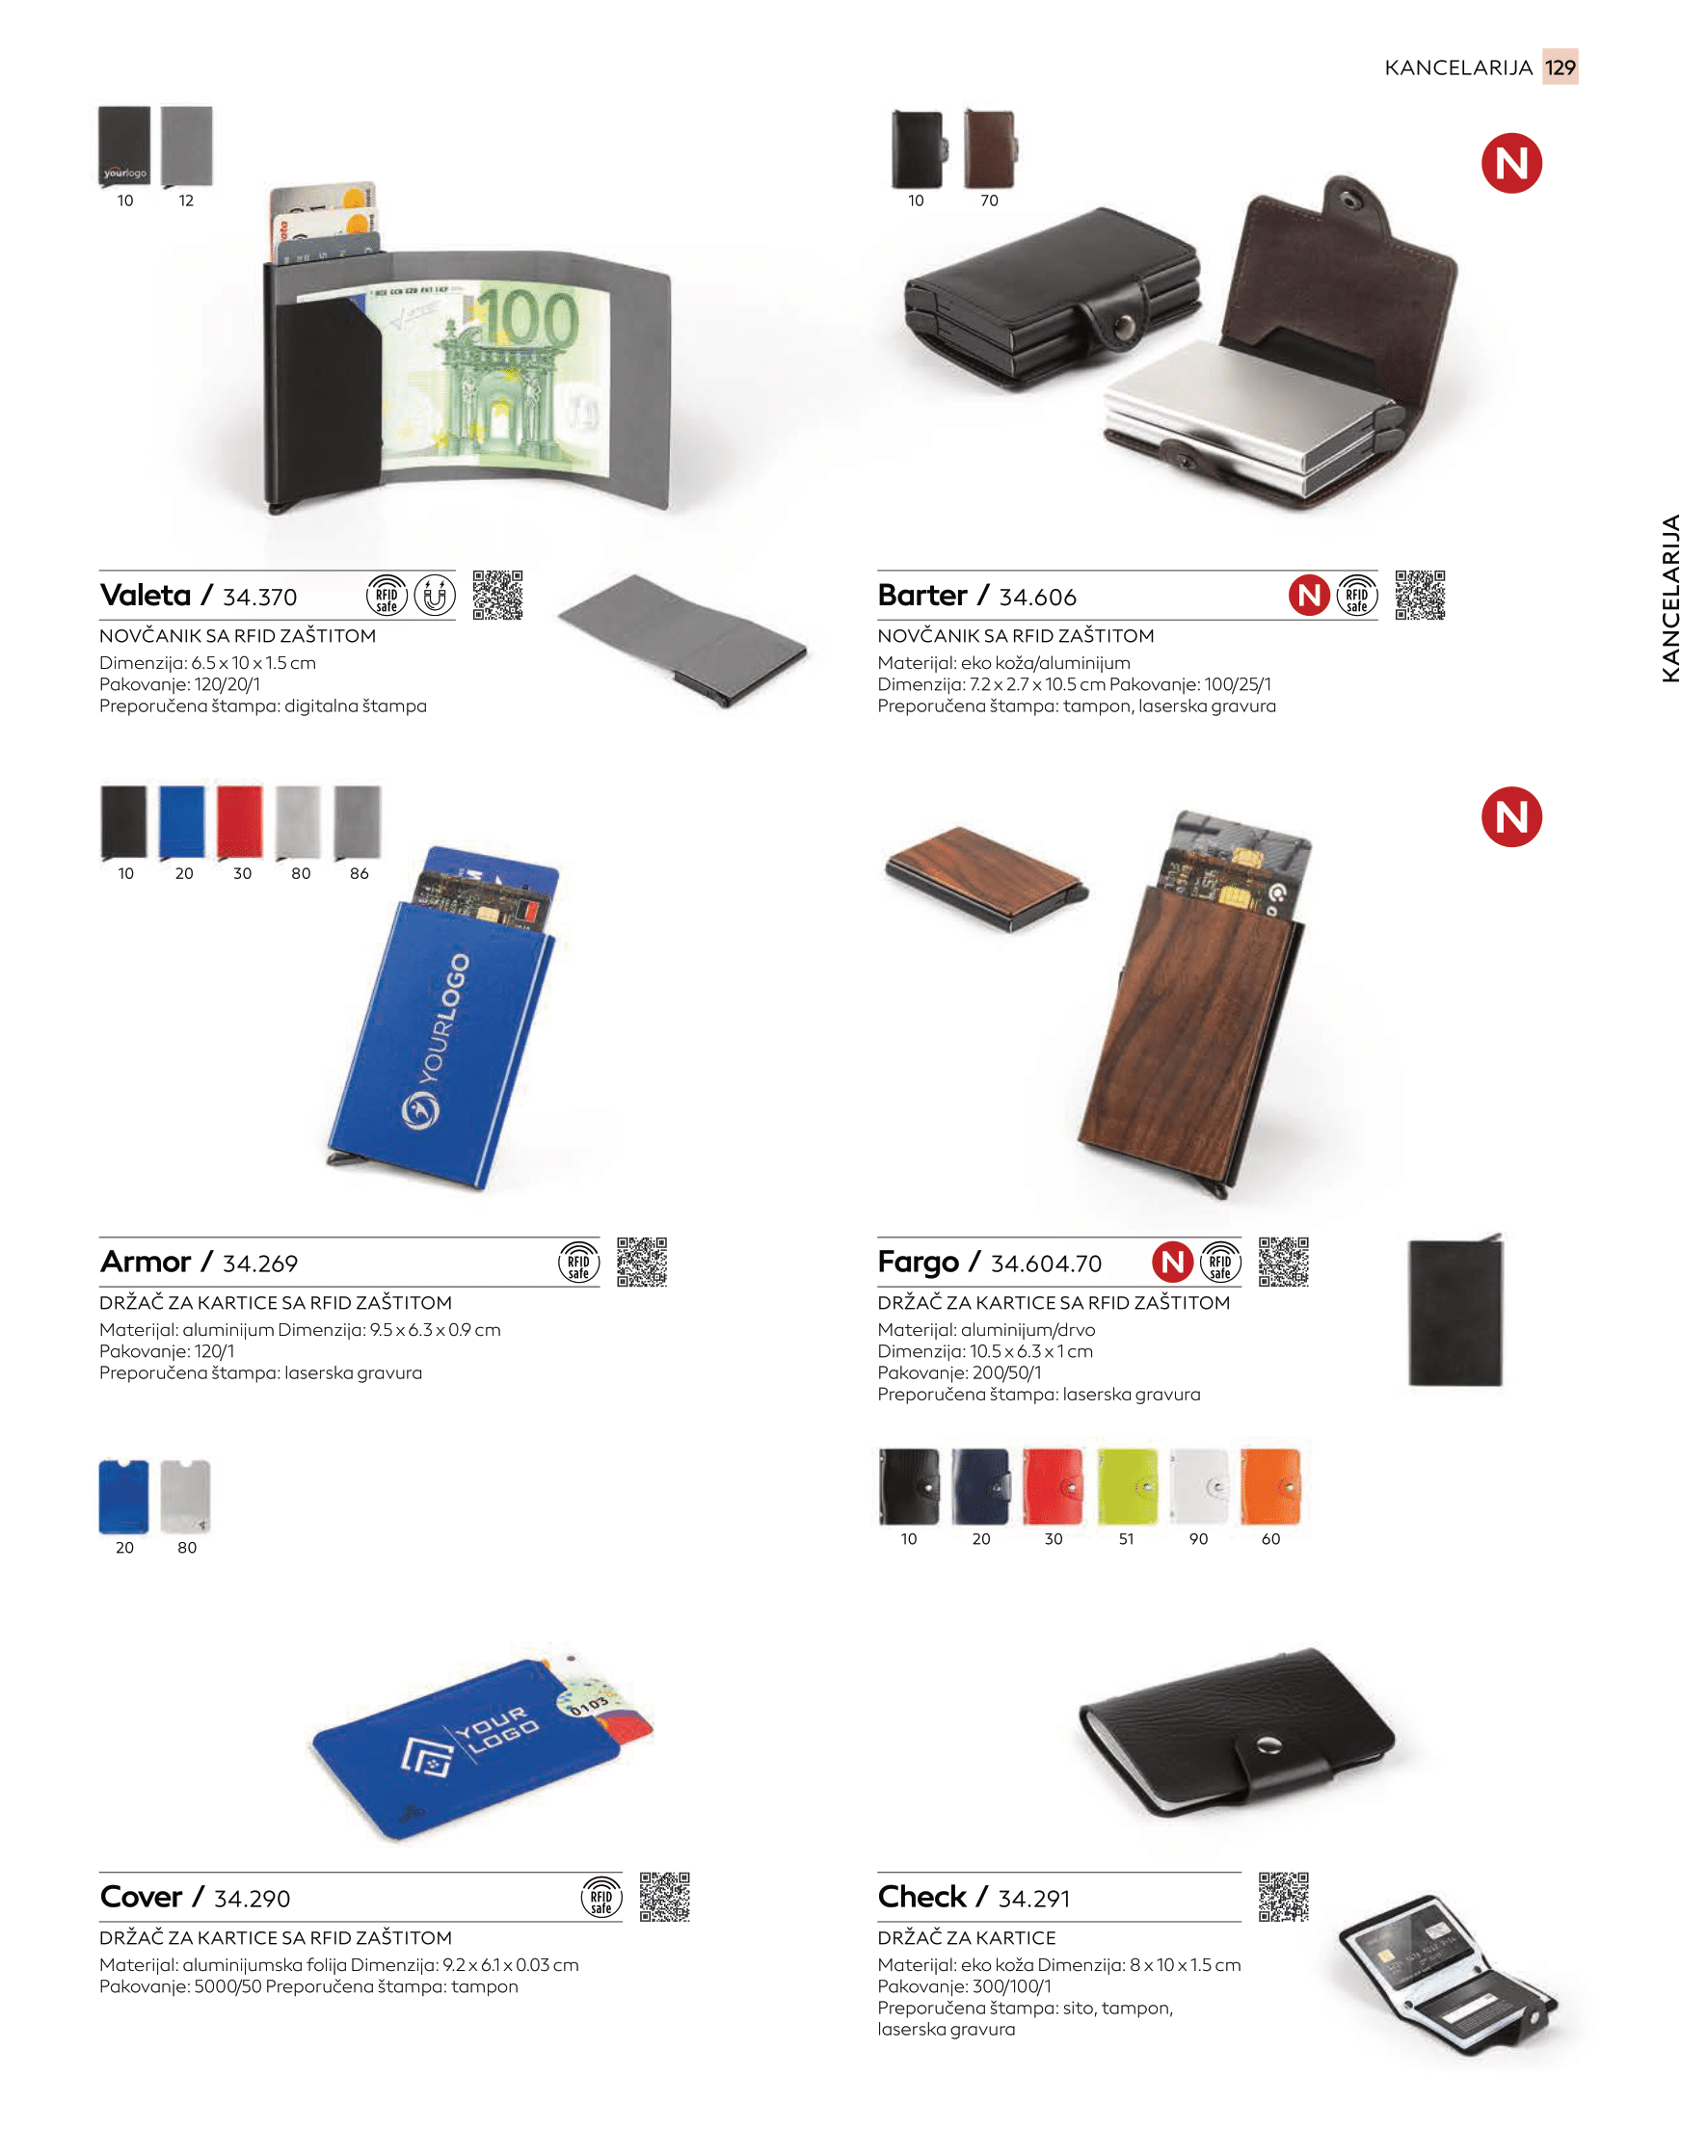 KANCELARIJA 129
yourlogo
10 12
100
10 70
N
KANCELARIJA
Valeta / 34.370
RFID
safe
NOVČANIK SA RFID ZAŠTITOM
Dimenzija: 6.5 x 10 x 1.5 cm
Pakovanje: 120/20/1
Preporučena štampa: digitalna štampa
Barter / 34.606
N
RFID
safe
NOVČANIK SA RFID ZAŠTITOM
Materijal: eko koža/aluminijum
Dimenzija: 7.2 x 2.7 x 10.5 cm Pakovanje: 100/25/1
Preporučena štampa: tampon, laserska gravura
10 20 30 80 86
YOURLOGO
N
Armor / 34.269
RFID
safe
DRŽAČ ZA KARTICE SA RFID ZAŠTITOM
Materijal: aluminijum Dimenzija: 9.5 x 6.3 x 0.9 cm
Pakovanje: 120/1
Preporučena štampa: laserska gravura
Fargo / 34.604.70
N
RFID
safe
DRŽAČ ZA KARTICE SA RFID ZAŠTITOM
Materijal: aluminijum/drvo
Dimenzija: 10.5 x 6.3 x 1 cm
Pakovanje: 200/50/1
Preporučena štampa: laserska gravura
20 80
0103
YOUR
LOGO
10 20 30 51 90 60
Cover / 34.290
RFID
safe
DRŽAČ ZA KARTICE SA RFID ZAŠTITOM
Materijal: aluminijumska folija Dimenzija: 9.2 x 6.1 x 0.03 cm
Pakovanje: 5000/50 Preporučena štampa: tampon
Check / 34.291
DRŽAČ ZA KARTICE
Materijal: eko koža Dimenzija: 8 x 10 x 1.5 cm
Pakovanje: 300/100/1
Preporučena štampa: sito, tampon,
laserska gravura